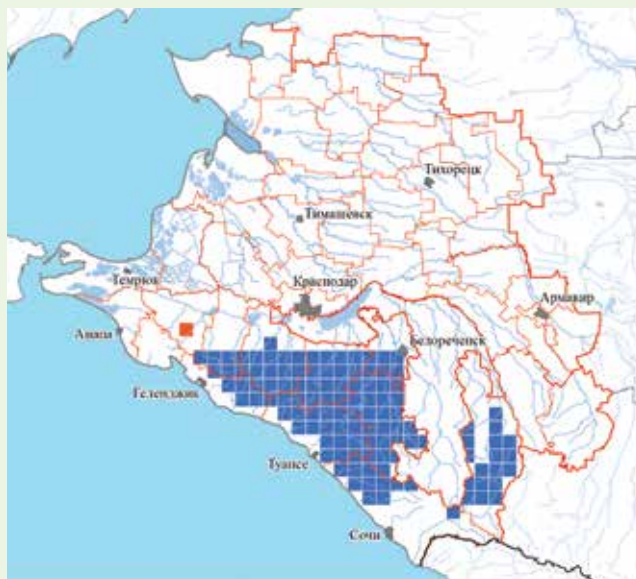 Тихорецк
Тимашевск
Темрюк
Краснодар
Армавир
Анапа
Белореченск
Геленджик
Туапсе
Сочи